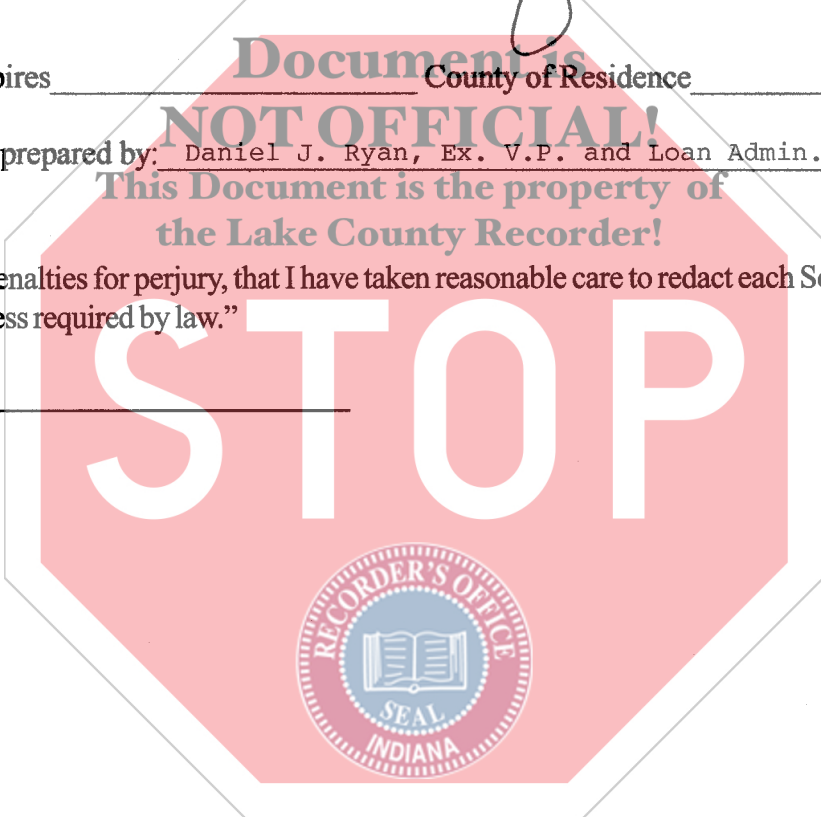 Document is
pires County of Residence
NOT OFFICIAL!
prepared by: Daniel J. Ryan, Ex. V.P. and Loan Admin.
This Document is the property of
the Lake County Recorder!
enalties for perjury, that I have taken reasonable care to redact each S
ess required by law.”
STOP
RECORDER'S OFFICE
SEAL
INDIANA